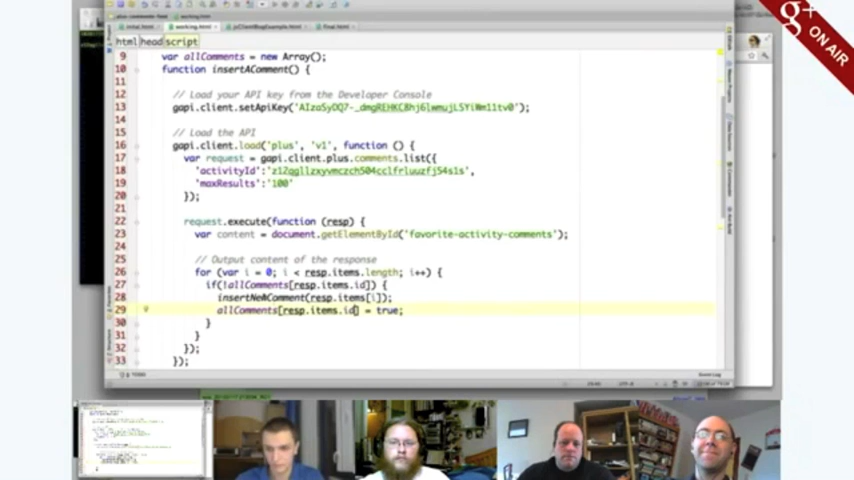 ON AIR
html head script
9 var allComments = new Array();
10 function insertAComment() {
11
12 // Load your API key from the Developer Console
13 gapi.client.setApiKey('
14
15 // Load the API
16 gapi.client.load('plus', 'v1', function () {
17 var request = gapi.client.plus.comments.list({
18 'activityId':
19 'maxResults':'100'
20 });
21
22 request.execute(function (resp) {
23 var content = document.getElementById('favorite-activity-comments');
24
25 // Output content of the response
26 for (var i = 0; i < resp.items.length; i++) {
27 if(!allComments[resp.items.id]) {
28 insertNewComment(resp.items[i]);
29 allComments[resp.items.id] = true;
30 }
31 }
32 });
33 });